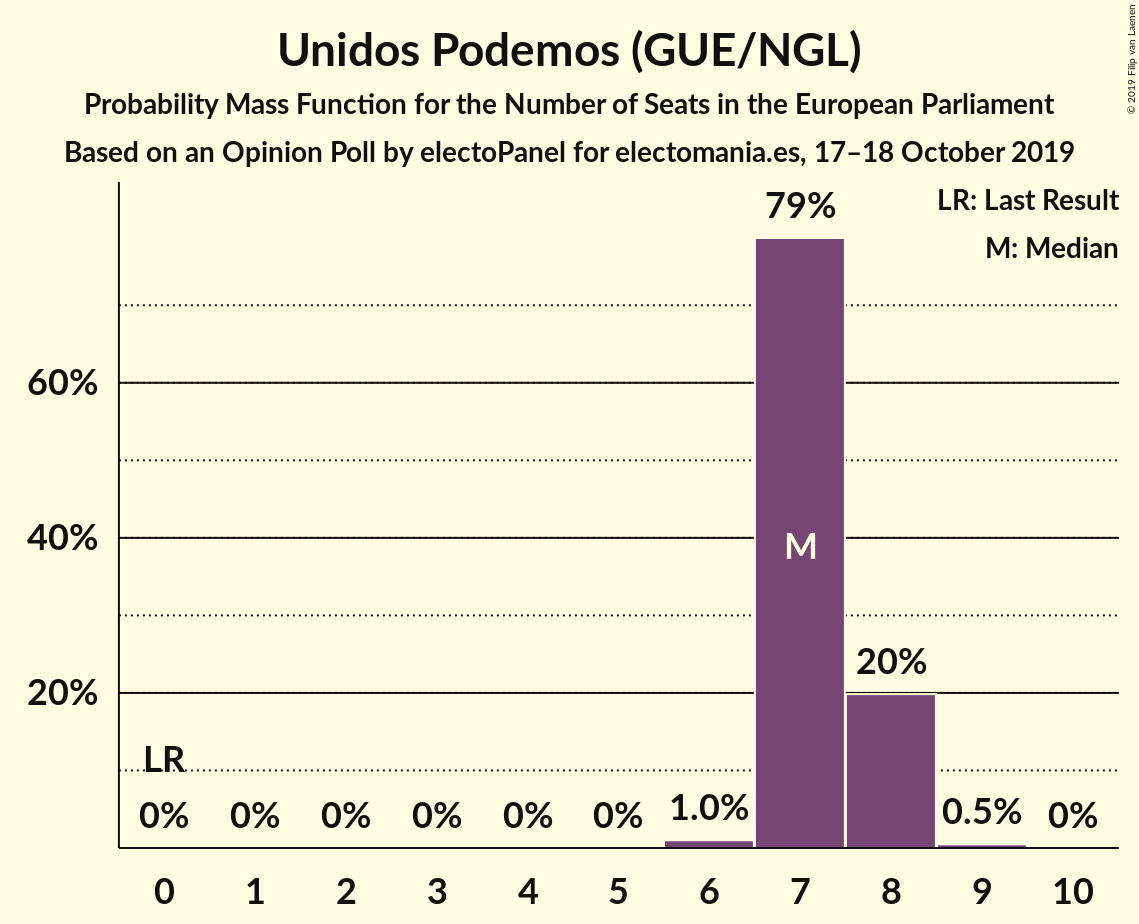 Unidos Podemos (GUE/NGL)
Probability Mass Function for the Number of Seats in the European Parliament
Based on an Opinion Poll by electoPanel for electomania.es, 17–18 October 2019
© 2019 Filip van Laenen
LR: Last Result
M: Median
79%
60%
40%
M
20%
20%
LR
0% 0% 0% 0% 0% 0% 1.0% 0.5% 0%
0 1 2 3 4 5 6 7 8 9 10